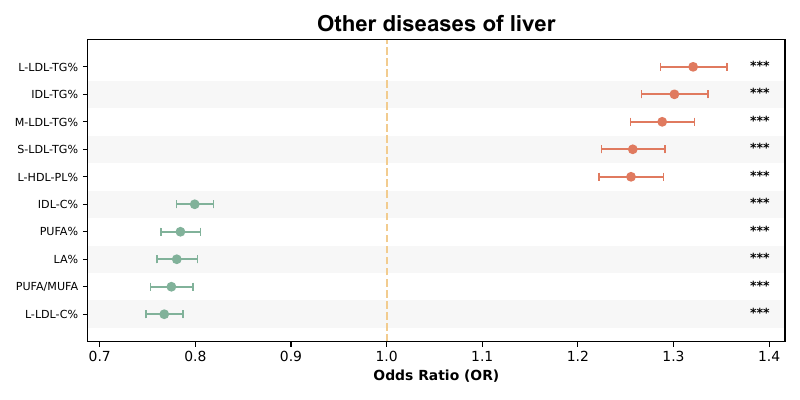 Other diseases of liver
L-LDL-TG% ***
IDL-TG% ***
M-LDL-TG% ***
S-LDL-TG% ***
L-HDL-PL% ***
IDL-C% ***
PUFA% ***
LA% ***
PUFA/MUFA ***
L-LDL-C% ***
0.7 0.8 0.9 1.0 1.1 1.2 1.3 1.4
Odds Ratio (OR)